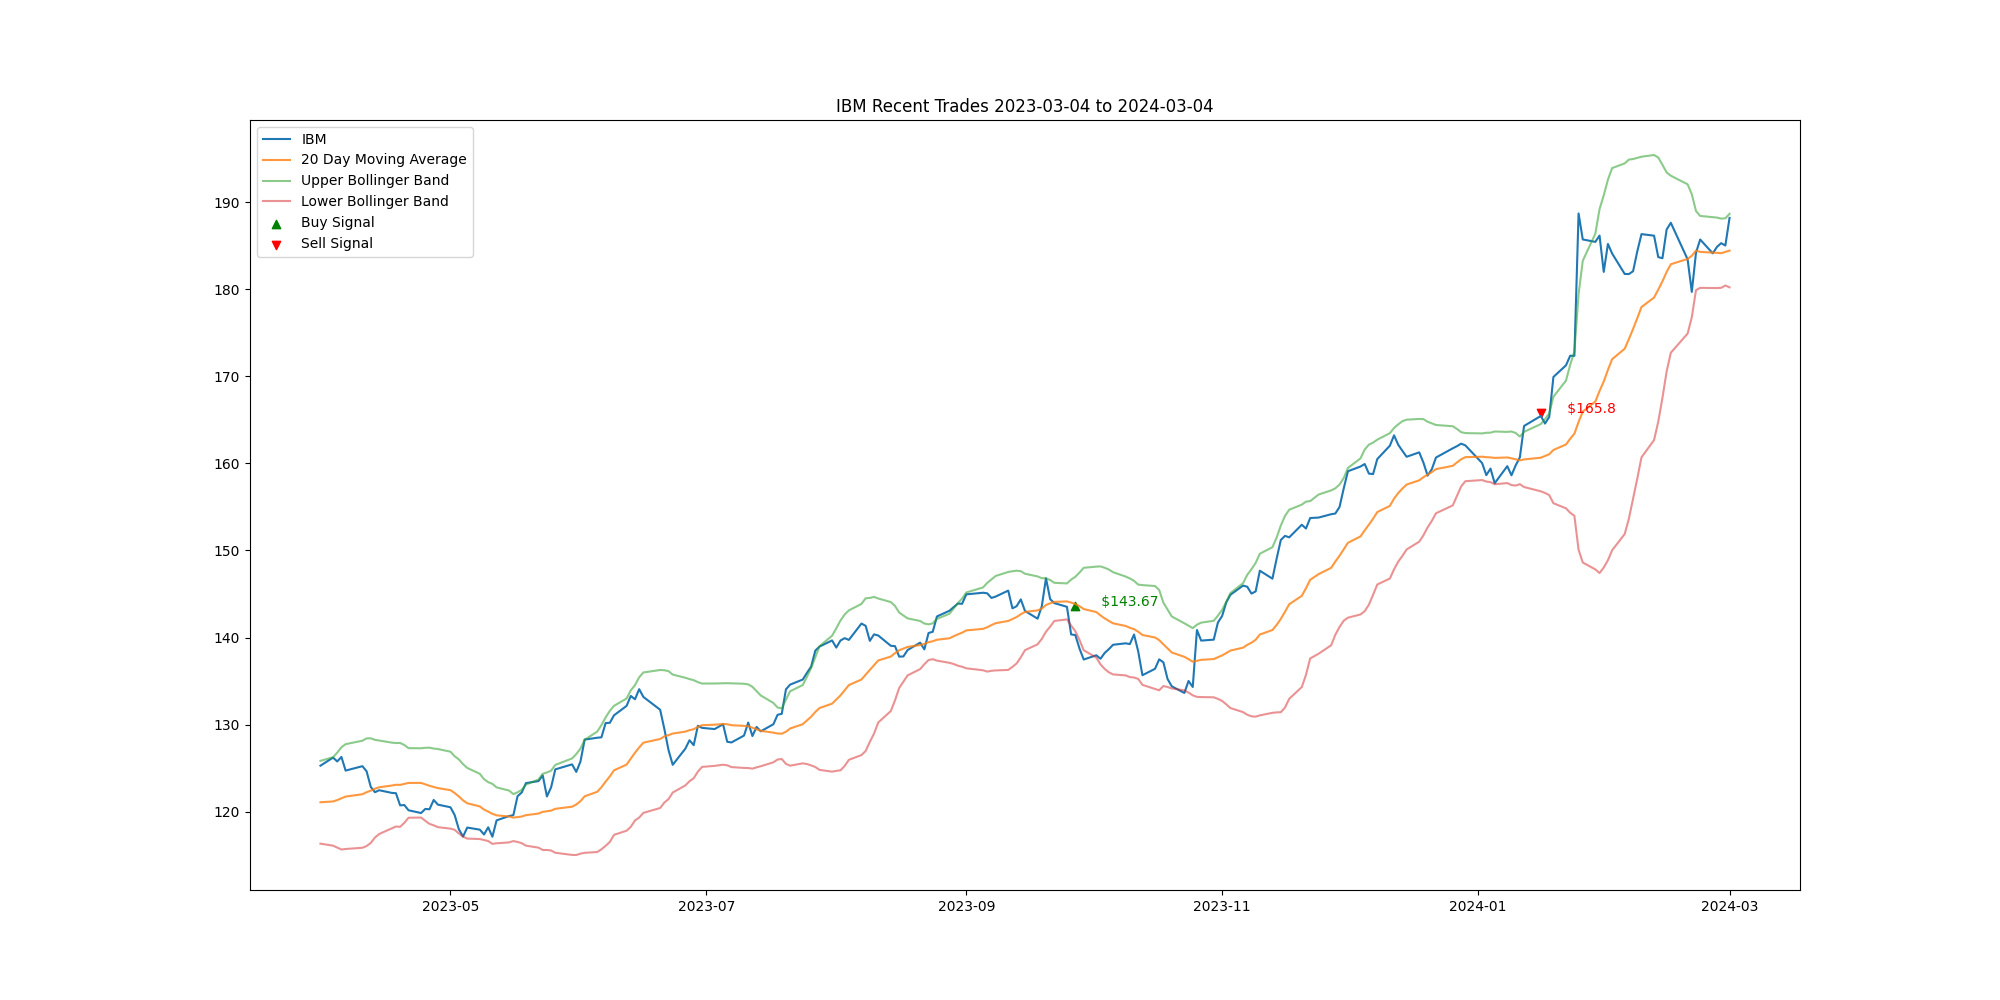 IBM Recent Trades 2023-03-04 to 2024-03-04
IBM
20 Day Moving Average
Upper Bollinger Band
Lower Bollinger Band
Buy Signal
Sell Signal
190
180
170
160
150
140
130
120
$165.8
$143.67
2023-05
2023-07
2023-09
2023-11
2024-01
2024-03